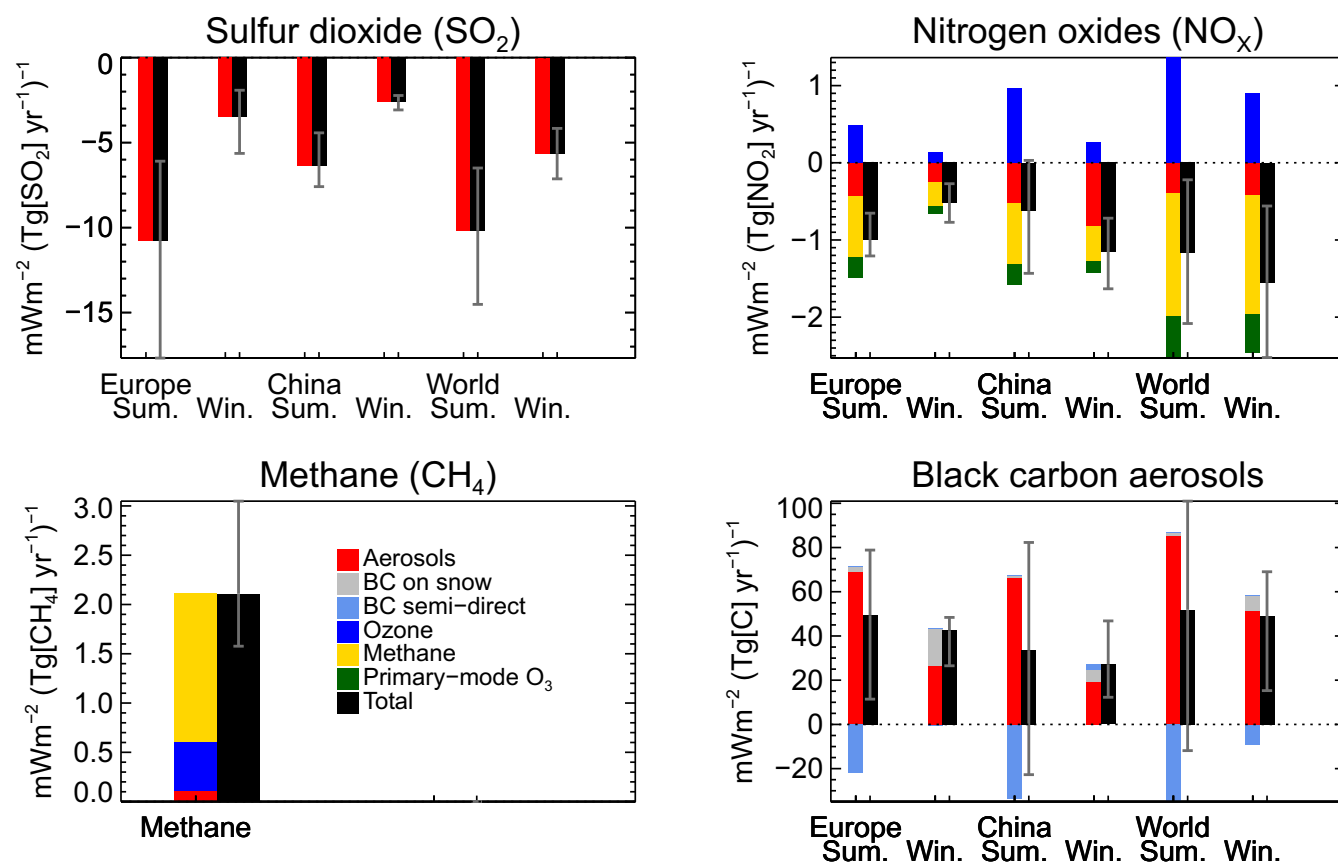 Sulfur dioxide (SO₂)
mWm⁻² (Tg[SO₂] yr⁻¹)⁻¹
0
−5
−10
−15
Europe China World
Sum. Win. Sum. Win. Sum. Win.
Nitrogen oxides (NOₓ)
mWm⁻² (Tg[NO₂] yr⁻¹)⁻¹
1
0
−1
−2
Europe China World
Sum. Win. Sum. Win. Sum. Win.
Methane (CH₄)
mWm⁻² (Tg[CH₄] yr⁻¹)⁻¹
3.0
2.5
2.0
1.5
1.0
0.5
0.0
Methane
Aerosols
BC on snow
BC semi−direct
Ozone
Methane
Primary−mode O₃
Total
Black carbon aerosols
mWm⁻² (Tg[C] yr⁻¹)⁻¹
100
80
60
40
20
0
−20
Europe China World
Sum. Win. Sum. Win. Sum. Win.